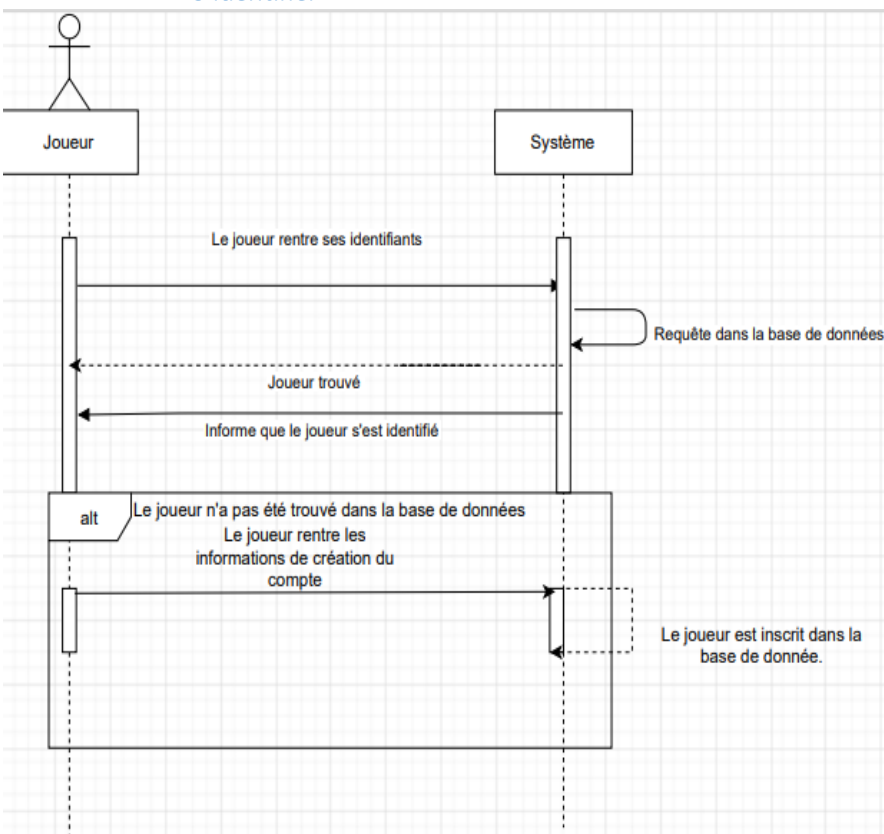 Joueur
Système
Le joueur rentre ses identifiants
Requête dans la base de données
Joueur trouvé
Informe que le joueur s'est identifié
alt
Le joueur n'a pas été trouvé dans la base de données
Le joueur rentre les
informations de création du
compte
Le joueur est inscrit dans la
base de donnée.